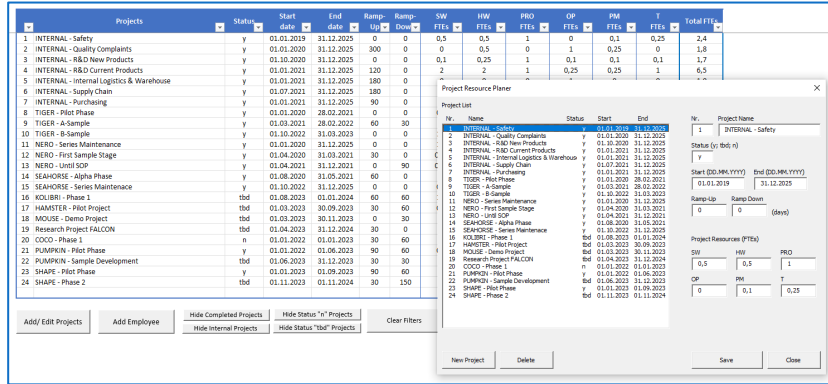 Projects Status Start date End date Ramp-Up Ramp-Dow SW FTEs HW FTEs PRO FTEs OP FTEs PM FTEs T FTEs Total FTEs
1 INTERNAL - Safety y 01.01.2019 31.12.2025 0 0 0,5 0,5 1 0 0,1 0,25 2,4
2 INTERNAL - Quality Complaints y 01.01.2020 31.12.2025 300 0 0 0,5 0 1 0,25 0 1,8
3 INTERNAL - R&D New Products y 01.10.2020 31.12.2025 0 0 0,1 0,25 1 0,1 0,1 0,1 1,7
4 INTERNAL - R&D Current Products y 01.01.2021 31.12.2025 120 0 2 2 1 0,25 0,25 1 6,5
5 INTERNAL - Internal Logistics & Warehouse y 01.01.2021 31.12.2025 180 0
6 INTERNAL - Supply Chain y 01.07.2021 31.12.2025 180 0
7 INTERNAL - Purchasing y 01.01.2021 31.12.2025 90 0
8 TIGER - Pilot Phase y 01.01.2020 28.02.2021 0 0
9 TIGER - A-Sample y 01.03.2021 28.02.2022 60 30
10 TIGER - B-Sample y 01.10.2022 31.03.2023 0 0
11 NERO - Series Maintenance y 01.01.2020 31.12.2025 0 0
12 NERO - First Sample Stage y 01.04.2020 31.03.2021 30 0
13 NERO - Until SOP y 01.04.2021 31.12.2021 0 90
14 SEAHORSE - Alpha Phase y 01.08.2020 31.05.2021 60 0
15 SEAHORSE - Series Maintenace y 01.10.2022 31.12.2025 0 0
16 KOLIBRI - Phase 1 tbd 01.08.2023 01.01.2024 60 60
17 HAMSTER - Pilot Project tbd 01.03.2023 30.09.2023 30 60
18 MOUSE - Demo Project tbd 01.03.2023 30.11.2023 0 30
19 Research Project FALCON tbd 01.04.2023 31.12.2024 30 0
20 COCO - Phase 1 n 01.01.2022 01.01.2023 30 60
21 PUMPKIN - Pilot Phase y 01.01.2022 01.06.2023 90 60
22 PUMPKIN - Sample Development tbd 01.06.2023 31.12.2023 30 30
23 SHAPE - Pilot Phase y 01.01.2023 01.09.2023 90 60
24 SHAPE - Phase 2 tbd 01.11.2023 01.11.2024 30 150
Add/ Edit Projects
Add Employee
Hide Completed Projects
Hide Status "n" Projects
Hide Internal Projects
Hide Status "tbd" Projects
Clear Filters
Project Resource Planer
Project List
Nr. Name Status Start End
1 INTERNAL - Safety y 01.01.2019 31.12.2025
2 INTERNAL - Quality Complaints y 01.01.2020 31.12.2025
3 INTERNAL - R&D New Products y 01.10.2020 31.12.2025
4 INTERNAL - R&D Current Products y 01.01.2021 31.12.2025
5 INTERNAL - Internal Logistics & Warehous y 01.01.2021 31.12.2025
6 INTERNAL - Supply Chain y 01.07.2021 31.12.2025
7 INTERNAL - Purchasing y 01.01.2021 31.12.2025
8 TIGER - Pilot Phase y 01.01.2020 28.02.2021
9 TIGER - A-Sample y 01.03.2021 28.02.2022
10 TIGER - B-Sample y 01.10.2022 31.03.2023
11 NERO - Series Maintenance y 01.01.2020 31.12.2025
12 NERO - First Sample Stage y 01.04.2020 31.03.2021
13 NERO - Until SOP y 01.04.2021 31.12.2021
14 SEAHORSE - Alpha Phase y 01.08.2020 31.05.2021
15 SEAHORSE - Series Maintenace y 01.10.2022 31.12.2025
16 KOLIBRI - Phase 1 tbd 01.08.2023 01.01.2024
17 HAMSTER - Pilot Project tbd 01.03.2023 30.09.2023
18 MOUSE - Demo Project tbd 01.03.2023 30.11.2023
19 Research Project FALCON tbd 01.04.2023 31.12.2024
20 COCO - Phase 1 n 01.01.2022 01.01.2023
21 PUMPKIN - Pilot Phase y 01.01.2022 01.06.2023
22 PUMPKIN - Sample Development tbd 01.06.2023 31.12.2023
23 SHAPE - Pilot Phase y 01.01.2023 01.09.2023
24 SHAPE - Phase 2 tbd 01.11.2023 01.11.2024
Nr. Project Name
1 INTERNAL - Safety
Status (y; tbd; n)
y
Start (DD.MM.YYYY) End (DD.MM.YYYY)
01.01.2019 31.12.2025
Ramp-Up Ramp Down
0 0 (days)
Project Resources (FTEs)
SW HW PRO
0,5 0,5 1
OP PM T
0 0,1 0,25
New Project
Delete
Save
Close